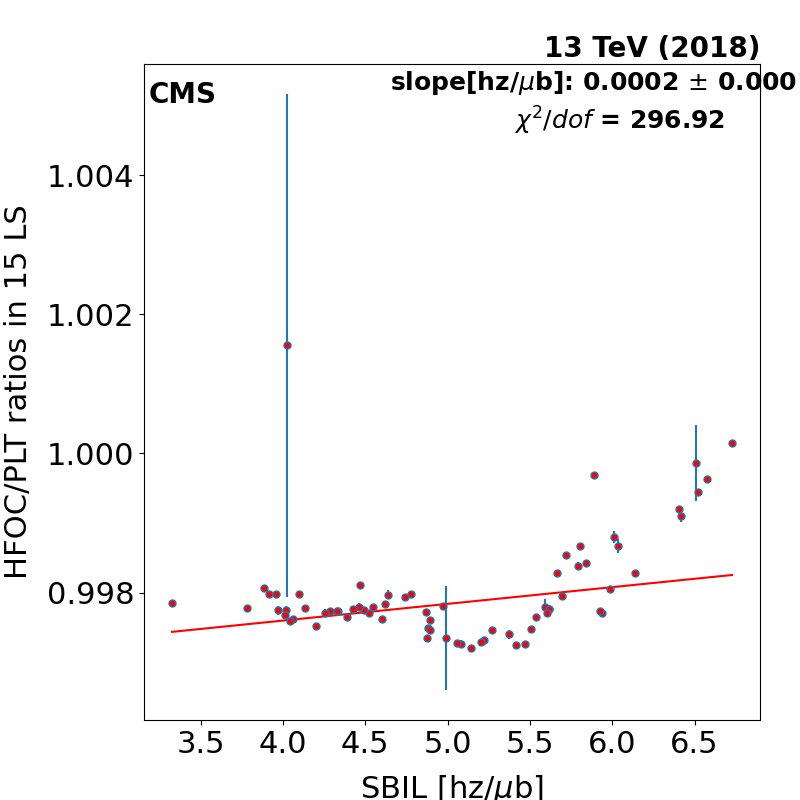 13 TeV (2018)
CMS
slope[hz/μb]: 0.0002 ± 0.000
χ²/dof = 296.92
HFOC/PLT ratios in 15 LS
1.004
1.002
1.000
0.998
3.5 4.0 4.5 5.0 5.5 6.0 6.5
SBIL [hz/μb]